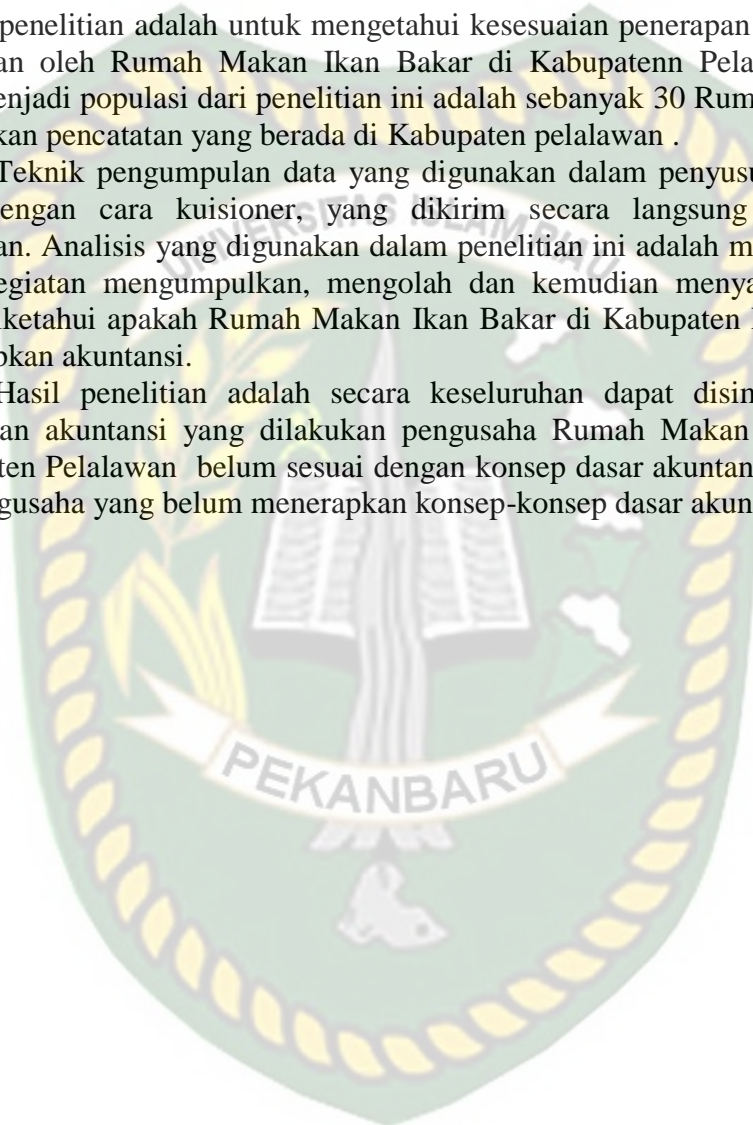 penelitian adalah untuk mengetahui kesesuaian penerapan
an oleh Rumah Makan Ikan Bakar di Kabupatenn Pela
enjadi populasi dari penelitian ini adalah sebanyak 30 Rum
kan pencatatan yang berada di Kabupaten pelalawan .
Teknik pengumpulan data yang digunakan dalam penyusu
engan cara kuisioner, yang dikirim secara langsung
an. Analisis yang digunakan dalam penelitian ini adalah m
egiatan mengumpulkan, mengolah dan kemudian menya
iketahui apakah Rumah Makan Ikan Bakar di Kabupaten
pkan akuntansi.
Hasil penelitian adalah secara keseluruhan dapat disim
an akuntansi yang dilakukan pengusaha Rumah Makan
ten Pelalawan belum sesuai dengan konsep dasar akuntan
gusaha yang belum menerapkan konsep-konsep dasar akun
UNIVERSITAS ISLAM RIAU
PEKANBARU